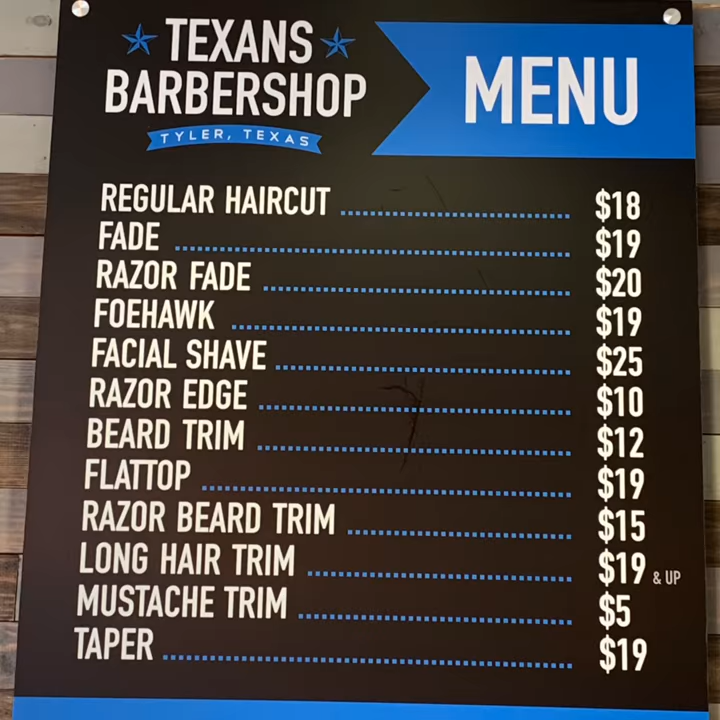 TEXANS
BARBERSHOP
TYLER, TEXAS
MENU
REGULAR HAIRCUT $18
FADE $19
RAZOR FADE $20
FOEHAWK $19
FACIAL SHAVE $25
RAZOR EDGE $10
BEARD TRIM $12
FLATTOP $19
RAZOR BEARD TRIM $15
LONG HAIR TRIM $19 & UP
MUSTACHE TRIM $5
TAPER $19